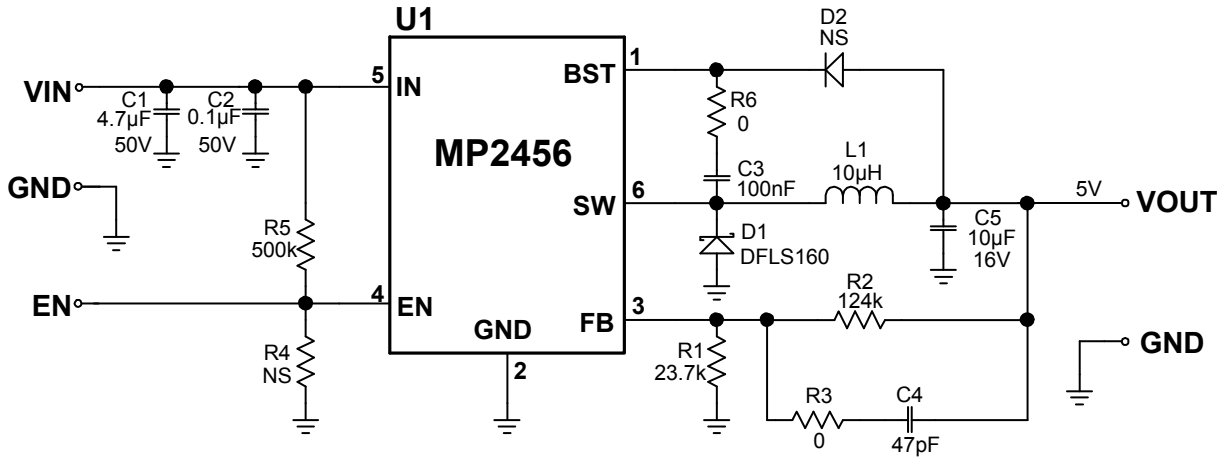 U1
MP2456
VIN
C1
4.7µF
50V
C2
0.1µF
50V
5
IN
GND
R5
500k
EN
4
EN
R4
NS
GND
2
BST
1
D2
NS
R6
0
C3
100nF
SW
6
L1
10µH
D1
DFLS160
C5
10µF
16V
5V
VOUT
FB
3
R1
23.7k
R2
124k
R3
0
C4
47pF
GND